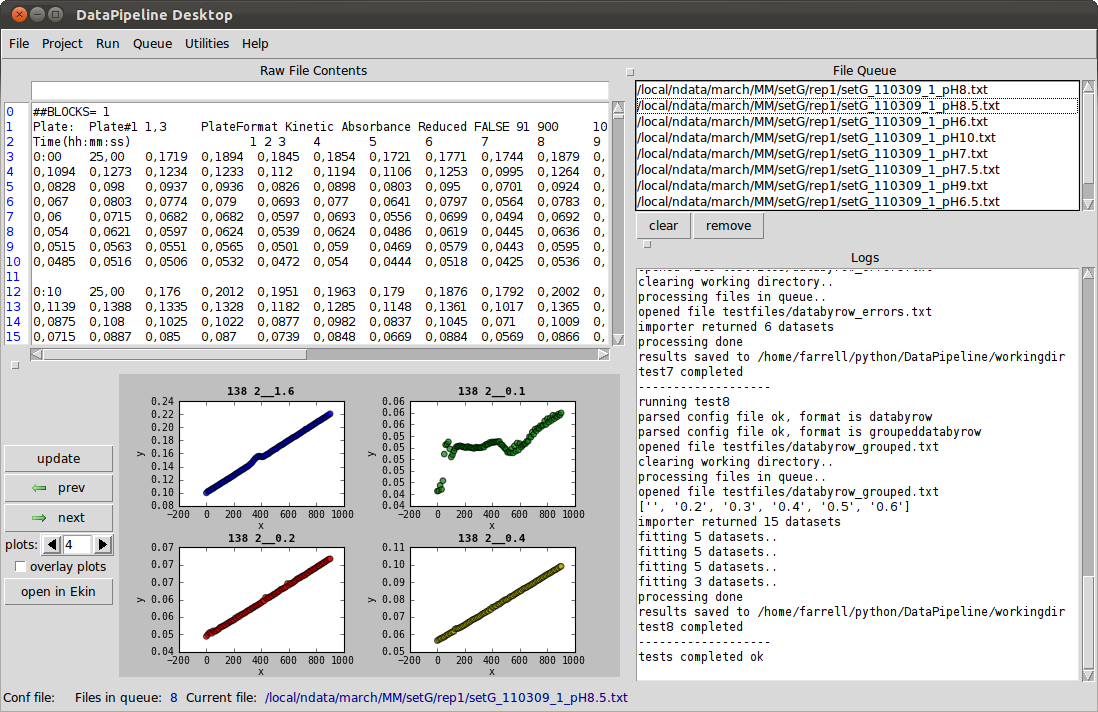 DataPipeline Desktop
File Project Run Queue Utilities Help
Raw File Contents
0 ##BLOCKS= 1
1 Plate: Plate#1 1,3 PlateFormat Kinetic Absorbance Reduced FALSE 91 900 10
2 Time(hh:mm:ss) 1 2 3 4 5 6 7 8 9
3 0:00 25,00 0,1719 0,1894 0,1845 0,1854 0,1721 0,1771 0,1744 0,1879 0,
4 0,1094 0,1273 0,1234 0,1233 0,112 0,1194 0,1106 0,1253 0,0995 0,1264 0,
5 0,0828 0,098 0,0937 0,0936 0,0826 0,0898 0,0803 0,095 0,0701 0,0924 0,
6 0,067 0,0803 0,0774 0,079 0,0693 0,077 0,0641 0,0797 0,0564 0,0783 0,
7 0,06 0,0715 0,0682 0,0682 0,0597 0,0693 0,0556 0,0699 0,0494 0,0692 0,
8 0,054 0,0621 0,0597 0,0624 0,0539 0,0624 0,0486 0,0619 0,0445 0,0636 0,
9 0,0515 0,0563 0,0551 0,0565 0,0501 0,059 0,0469 0,0579 0,0443 0,0595 0,
10 0,0485 0,0516 0,0506 0,0532 0,0472 0,054 0,0444 0,0518 0,0425 0,0536 0,
11
12 0:10 25,00 0,176 0,2012 0,1951 0,1963 0,179 0,1876 0,1792 0,2002 0,
13 0,1139 0,1388 0,1335 0,1328 0,1182 0,1285 0,1148 0,1361 0,1017 0,1365 0,
14 0,0875 0,108 0,1025 0,1022 0,0877 0,0982 0,0837 0,1045 0,071 0,1009 0,
15 0,0715 0,0887 0,085 0,087 0,0739 0,0848 0,0669 0,0884 0,0569 0,0866 0,
File Queue
/local/ndata/march/MM/setG/rep1/setG_110309_1_pH8.txt
/local/ndata/march/MM/setG/rep1/setG_110309_1_pH8.5.txt
/local/ndata/march/MM/setG/rep1/setG_110309_1_pH6.txt
/local/ndata/march/MM/setG/rep1/setG_110309_1_pH10.txt
/local/ndata/march/MM/setG/rep1/setG_110309_1_pH7.txt
/local/ndata/march/MM/setG/rep1/setG_110309_1_pH7.5.txt
/local/ndata/march/MM/setG/rep1/setG_110309_1_pH9.txt
/local/ndata/march/MM/setG/rep1/setG_110309_1_pH6.5.txt
clear remove
Logs
clearing working directory..
processing files in queue..
opened file testfiles/databyrow_errors.txt
importer returned 6 datasets
processing done
results saved to /home/farrell/python/DataPipeline/workingdir
test7 completed
-------------------
running test8
parsed config file ok, format is databyrow
parsed config file ok, format is groupeddatabyrow
opened file testfiles/databyrow_grouped.txt
clearing working directory..
processing files in queue..
opened file testfiles/databyrow_grouped.txt
['', '0.2', '0.3', '0.4', '0.5', '0.6']
importer returned 15 datasets
fitting 5 datasets..
fitting 5 datasets..
fitting 5 datasets..
fitting 3 datasets..
processing done
results saved to /home/farrell/python/DataPipeline/workingdir
test8 completed
-------------------
tests completed ok
update
prev
next
plots: 4
overlay plots
open in Ekin
138 2__1.6
0.24
0.22
0.20
0.18
0.16
0.14
0.12
0.10
0.08
y
−200 0 200 400 600 800 1000
x
138 2__0.1
0.06
0.06
0.06
0.05
0.05
0.05
0.05
0.04
0.04
y
−200 0 200 400 600 800 1000
x
138 2__0.2
0.07
0.07
0.07
0.06
0.06
0.05
0.04
y
−200 0 200 400 600 800 1000
x
138 2__0.4
0.11
0.10
0.09
0.08
0.07
0.06
0.05
y
−200 0 200 400 600 800 1000
x
Conf file: Files in queue: 8 Current file: /local/ndata/march/MM/setG/rep1/setG_110309_1_pH8.5.txt